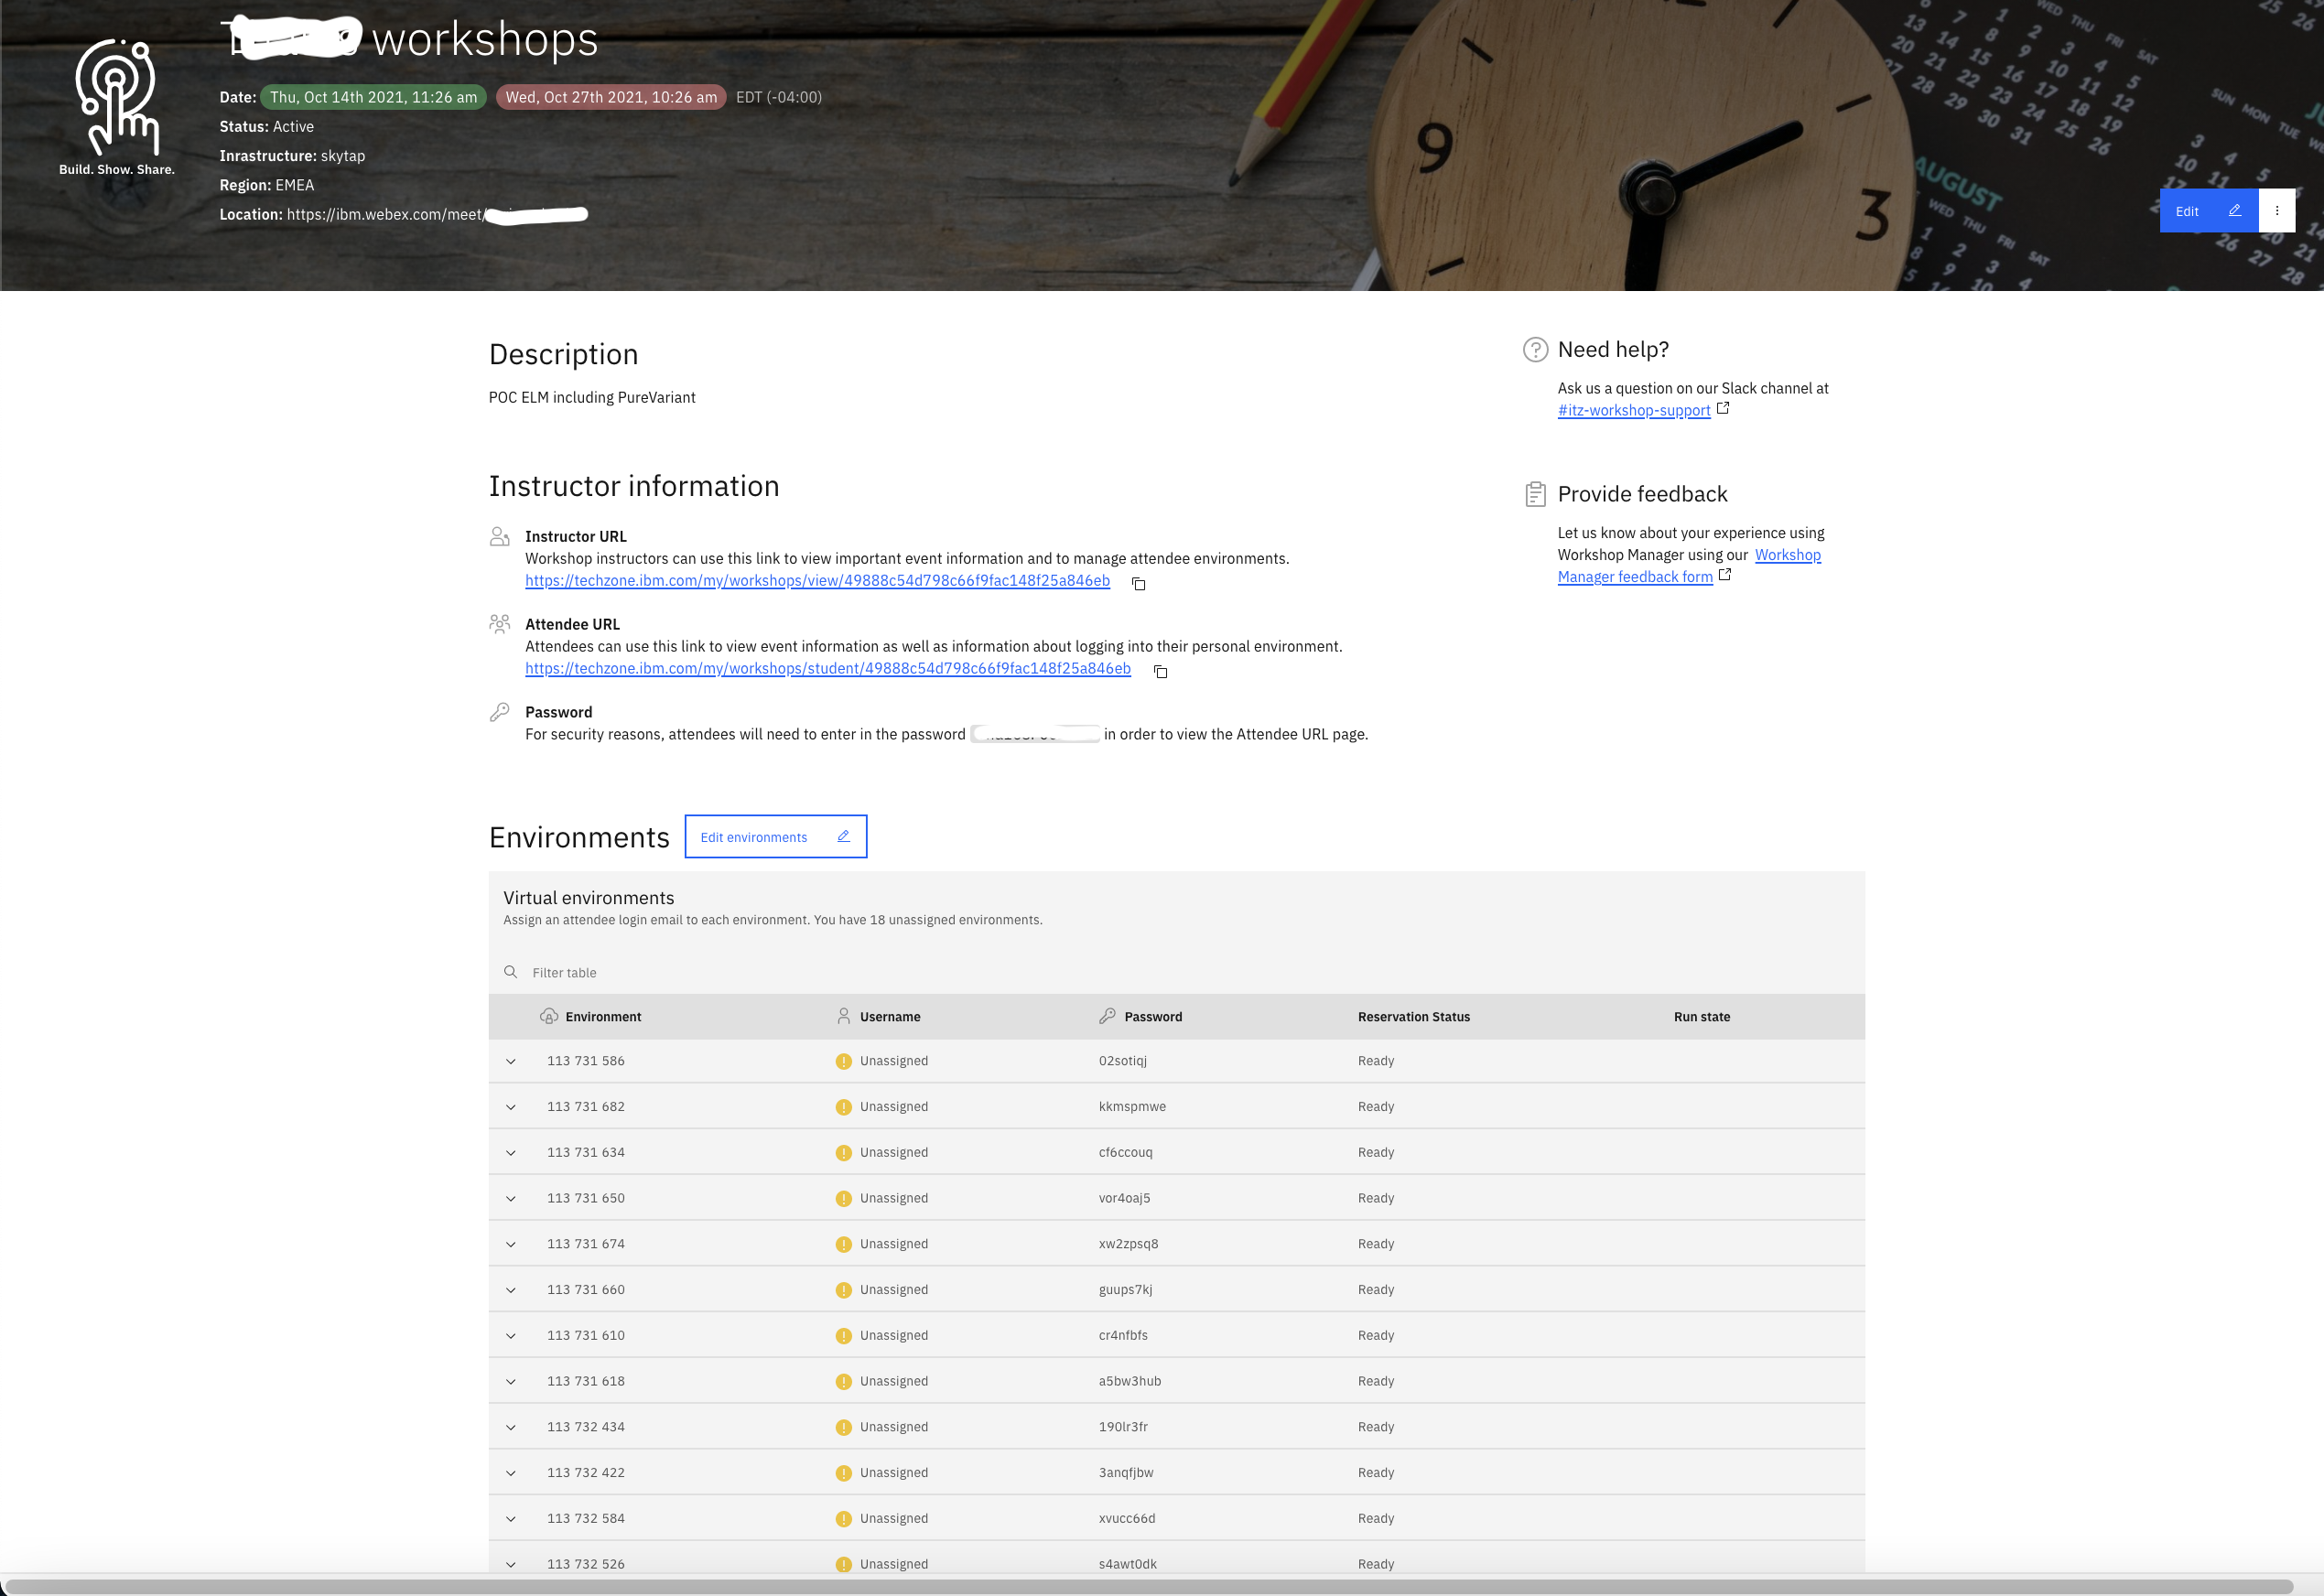 workshops
Date: Thu, Oct 14th 2021, 11:26 am Wed, Oct 27th 2021, 10:26 am EDT (-04:00)
Status: Active
Inrastructure: skytap
Region: EMEA
Location: https://ibm.webex.com/meet/
Build. Show. Share.
9
3
AUGUST
Edit
Description
POC ELM including PureVariant
Need help?
Ask us a question on our Slack channel at
#itz-workshop-support
Instructor information
Instructor URL
Workshop instructors can use this link to view important event information and to manage attendee environments.
https://techzone.ibm.com/my/workshops/view/49888c54d798c66f9fac148f25a846eb
Attendee URL
Attendees can use this link to view event information as well as information about logging into their personal environment.
https://techzone.ibm.com/my/workshops/student/49888c54d798c66f9fac148f25a846eb
Password
For security reasons, attendees will need to enter in the password in order to view the Attendee URL page.
Provide feedback
Let us know about your experience using
Workshop Manager using our Workshop
Manager feedback form
Environments
Edit environments
Virtual environments
Assign an attendee login email to each environment. You have 18 unassigned environments.
Filter table
Environment Username Password Reservation Status Run state
113 731 586 Unassigned 02sotiqj Ready
113 731 682 Unassigned kkmspmwe Ready
113 731 634 Unassigned cf6ccouq Ready
113 731 650 Unassigned vor4oaj5 Ready
113 731 674 Unassigned xw2zpsq8 Ready
113 731 660 Unassigned guups7kj Ready
113 731 610 Unassigned cr4nfbfs Ready
113 731 618 Unassigned a5bw3hub Ready
113 732 434 Unassigned 190lr3fr Ready
113 732 422 Unassigned 3anqfjbw Ready
113 732 584 Unassigned xvucc66d Ready
113 732 526 Unassigned s4awt0dk Ready